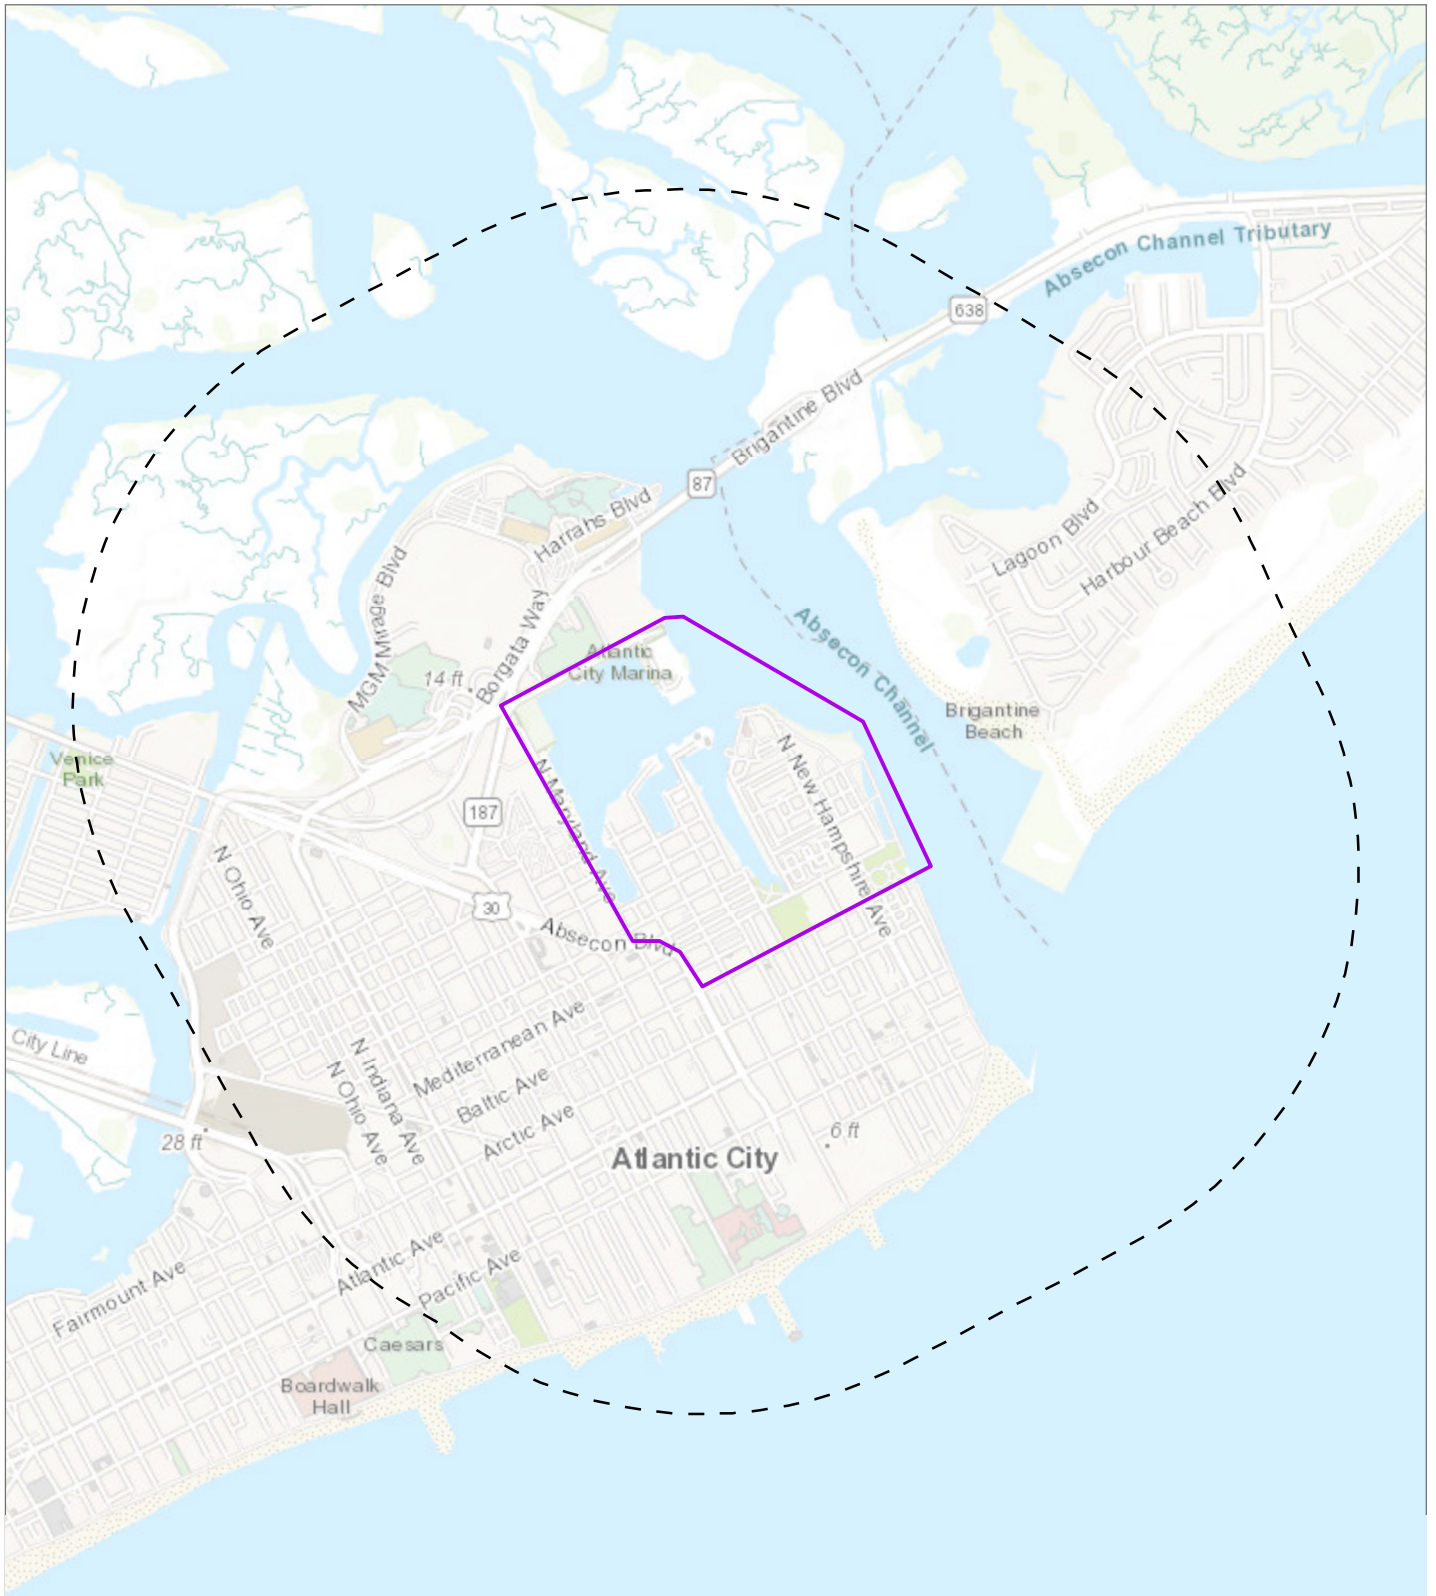 Absecon Channel Tributary
638
Brigantine Blvd
87
Harrahs Blvd
Lagoon Blvd
Harbour Beach Blvd
MGM Mirage Blvd
Borgata Way
Atlantic
City Marina
14 ft
Absecon Channel
Brigantine
Beach
Venice
Park
N Maryland Ave
N New Hampshire Ave
187
N Ohio Ave
30
Absecon Blvd
City Line
Mediterranean Ave
N Indiana Ave
N Ohio Ave
Baltic Ave
Arctic Ave
28 ft
6 ft
Atlantic City
Atlantic Ave
Pacific Ave
Fairmount Ave
Caesars
Boardwalk
Hall